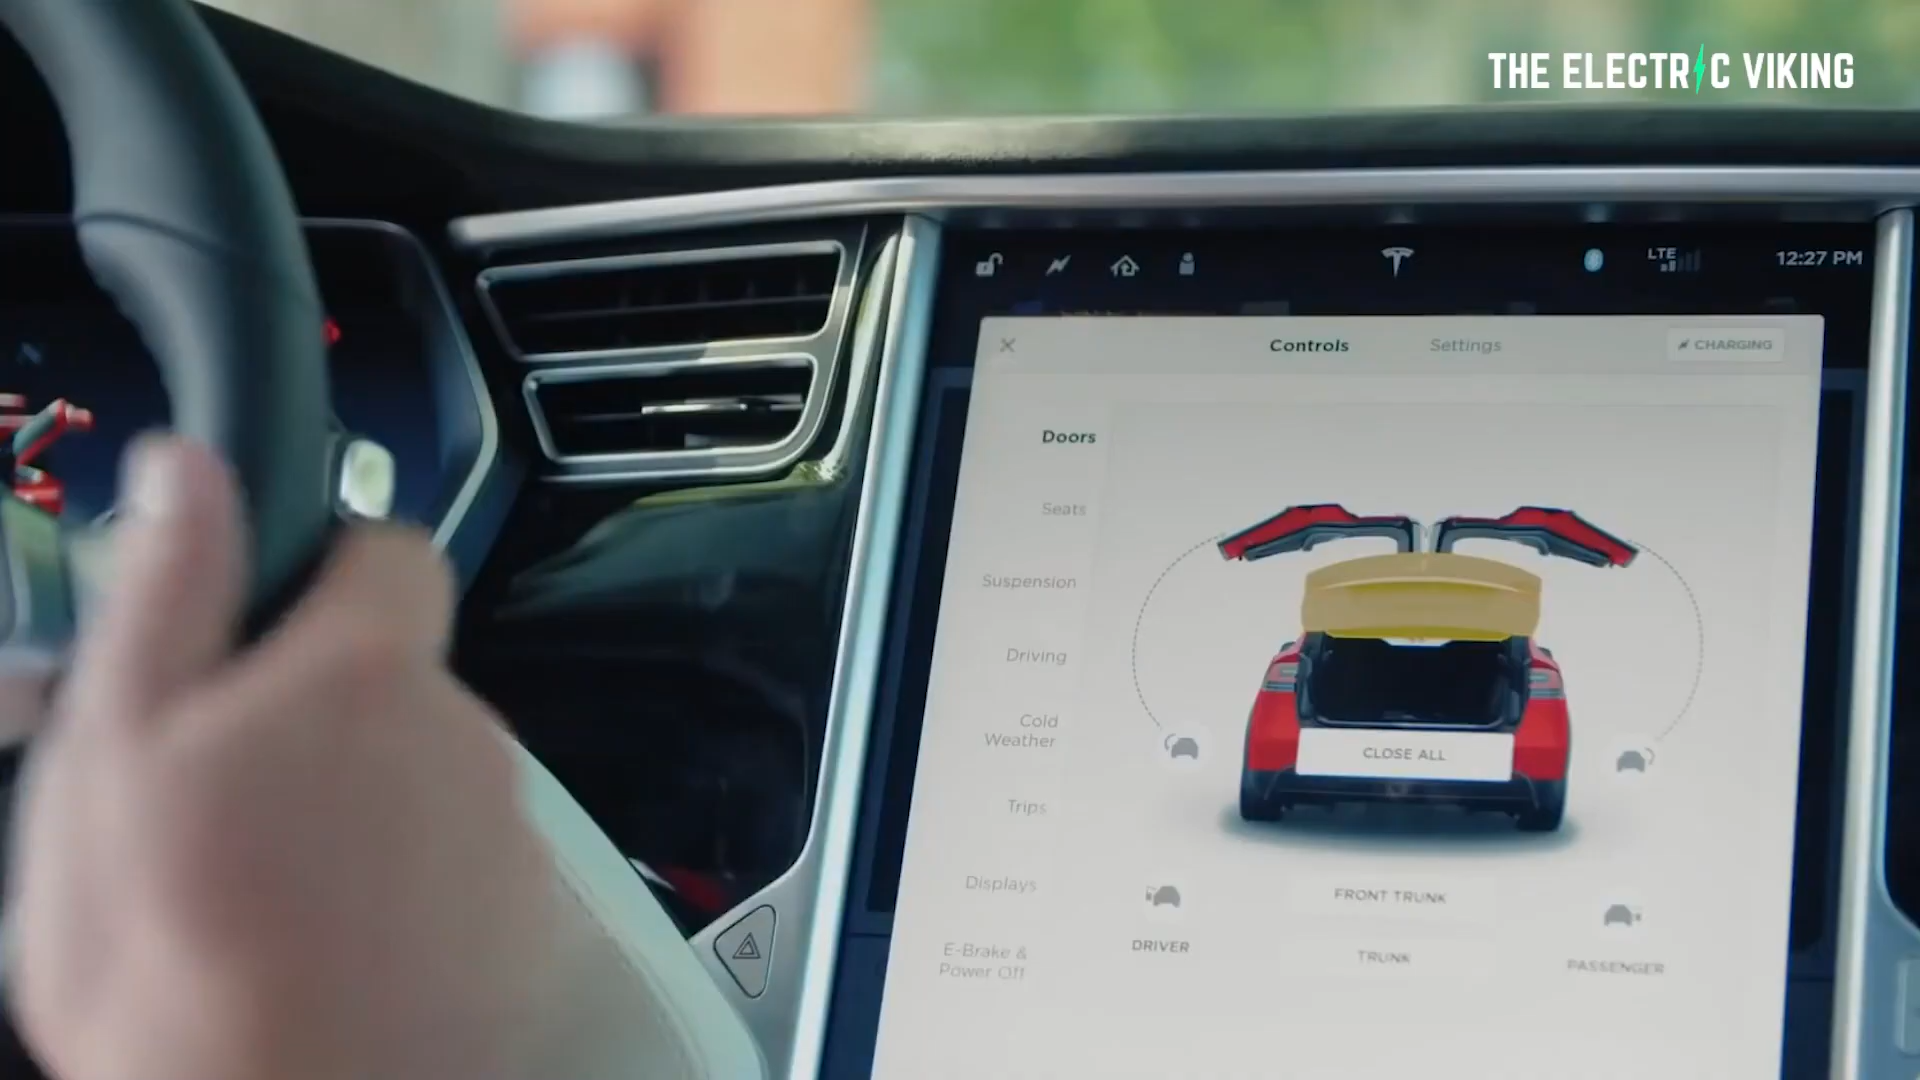 THE ELECTRIC VIKING
LTE
12:27 PM
Controls
Settings
CHARGING
Doors
Seats
Suspension
Driving
Cold
Weather
Trips
Displays
E-Brake &
Power Off
CLOSE ALL
FRONT TRUNK
DRIVER
TRUNK
PASSENGER